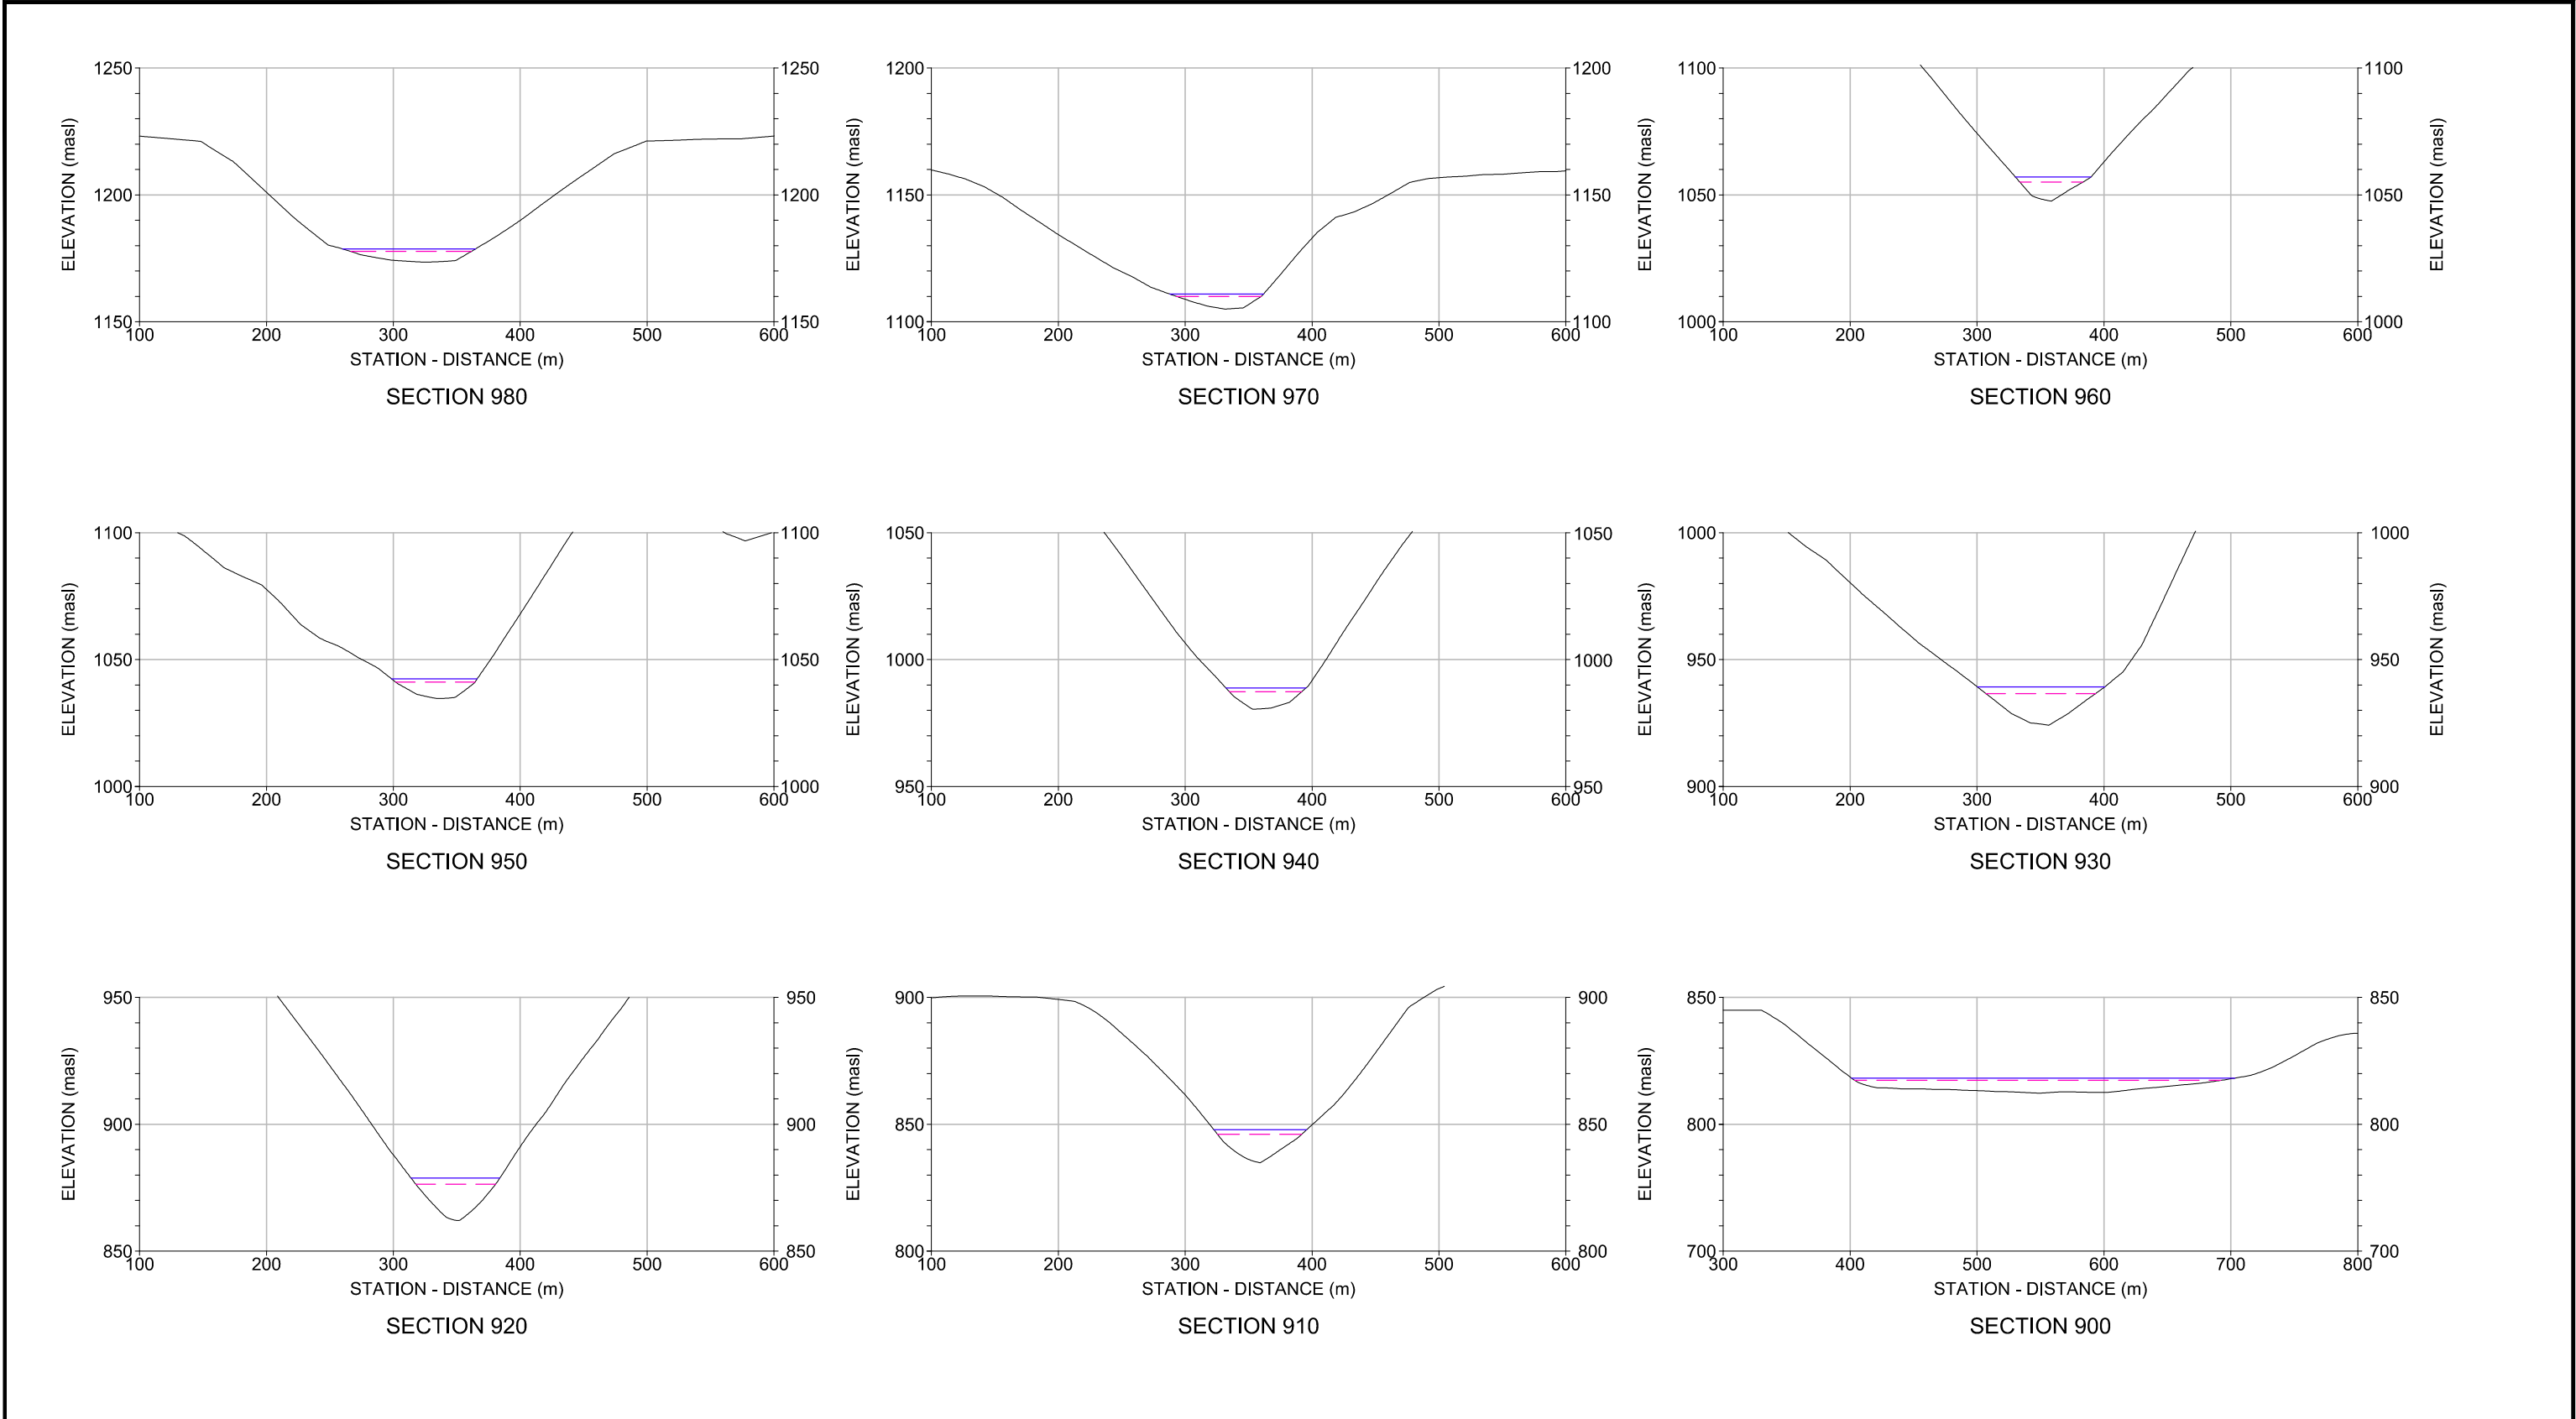 1250 1250 1200 1200 1100 1100
ELEVATION (masl) ELEVATION (masl) ELEVATION (masl) ELEVATION (masl)
1200 1200 1150 1150 1050 1050
1150 1150 1100 1100 1000 1000
100 200 300 400 500 600 100 200 300 400 500 600 100 200 300 400 500 600
STATION - DISTANCE (m) STATION - DISTANCE (m) STATION - DISTANCE (m)
SECTION 980 SECTION 970 SECTION 960
1100 1100 1050 1050 1000 1000
ELEVATION (masl) ELEVATION (masl) ELEVATION (masl) ELEVATION (masl)
1050 1050 1000 1000 950 950
1000 1000 950 950 900 900
100 200 300 400 500 600 100 200 300 400 500 600 100 200 300 400 500 600
STATION - DISTANCE (m) STATION - DISTANCE (m) STATION - DISTANCE (m)
SECTION 950 SECTION 940 SECTION 930
950 950 900 900 850 850
ELEVATION (masl) ELEVATION (masl) ELEVATION (masl) ELEVATION (masl)
900 900 850 850 800 800
850 850 800 800 700 700
100 200 300 400 500 600 100 200 300 400 500 600 300 400 500 600 700 800
STATION - DISTANCE (m) STATION - DISTANCE (m) STATION - DISTANCE (m)
SECTION 920 SECTION 910 SECTION 900